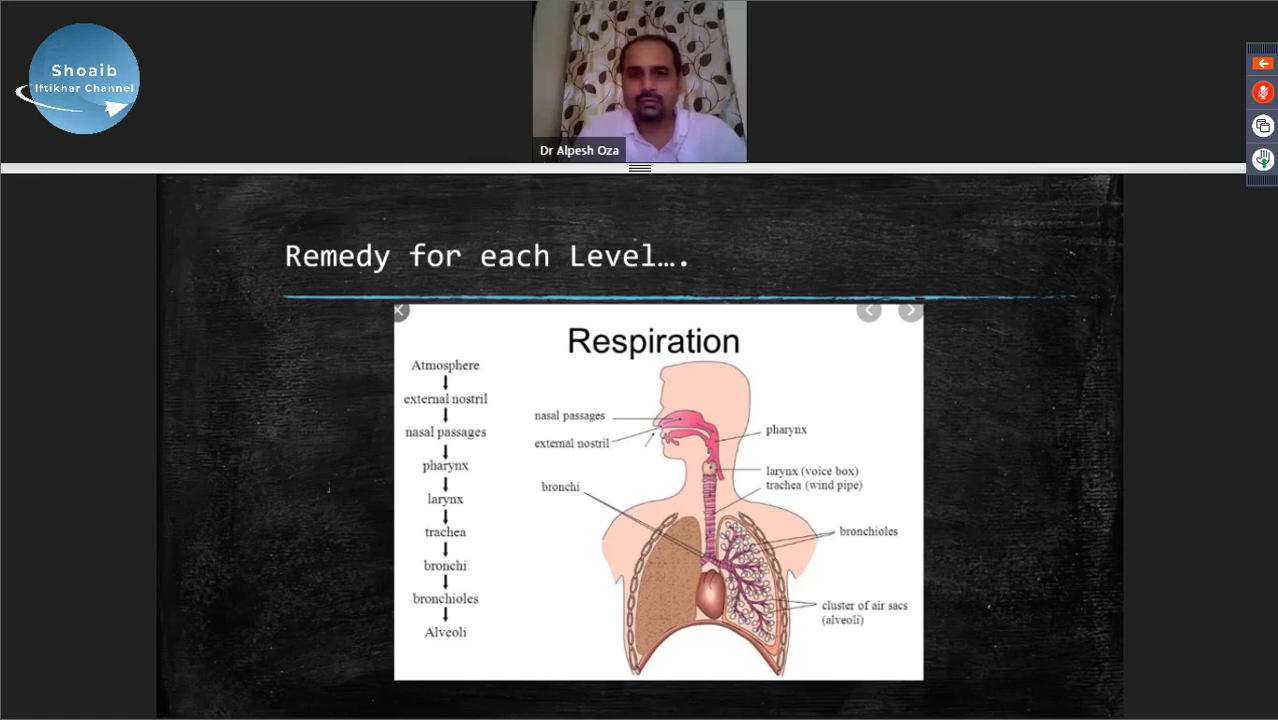 Shoaib
Iftikhar Channel
Dr Alpesh Oza
Remedy for each Level….
Respiration
Atmosphere
external nostril
nasal passages
pharynx
larynx
trachea
bronchi
bronchioles
Alveoli
nasal passages
external nostril
bronchi
pharynx
larynx (voice box)
trachea (wind pipe)
bronchioles
cluster of air sacs
(alveoli)